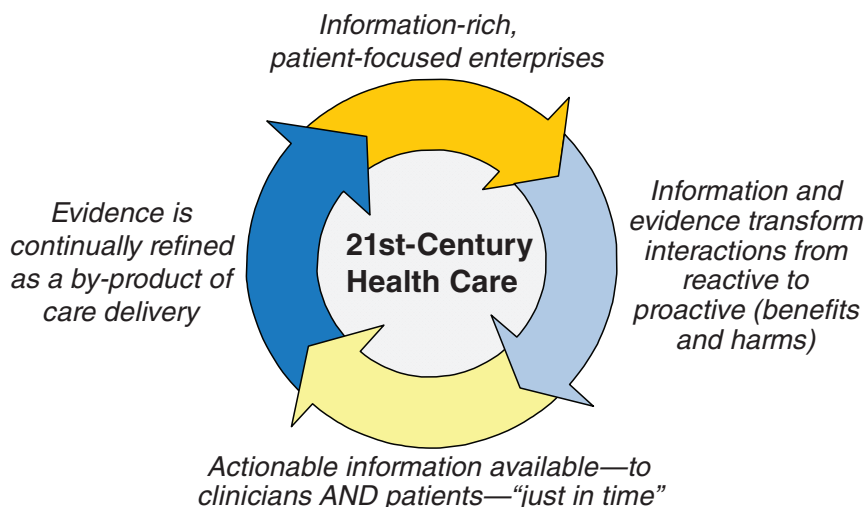 Information-rich,
patient-focused enterprises
Information and
evidence transform
interactions from
reactive to
proactive (benefits
and harms)
Actionable information available—to
clinicians AND patients—“just in time”
Evidence is
continually refined
as a by-product of
care delivery
21st-Century
Health Care